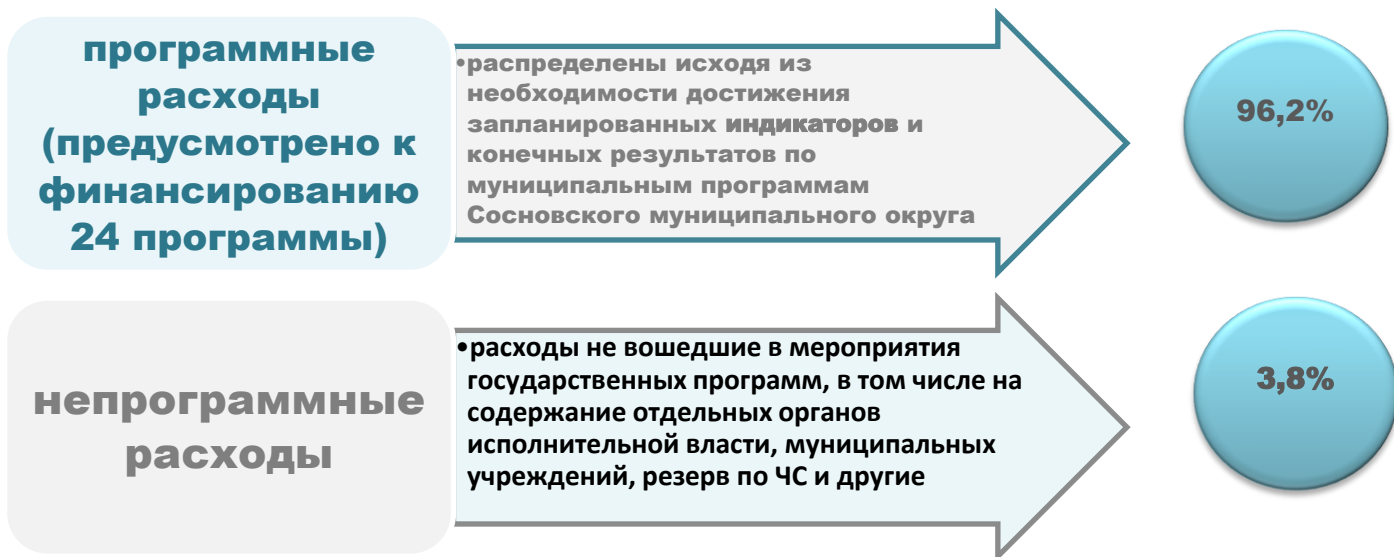 программные
расходы
(предусмотрено к
финансированию
24 программы)
•распределены исходя из
необходимости достижения
запланированных индикаторов и
конечных результатов по
муниципальным программам
Сосновского муниципального округа
96,2%
непрограммные
расходы
•расходы не вошедшие в мероприятия
государственных программ, в том числе на
содержание отдельных органов
исполнительной власти, муниципальных
учреждений, резерв по ЧС и другие
3,8%